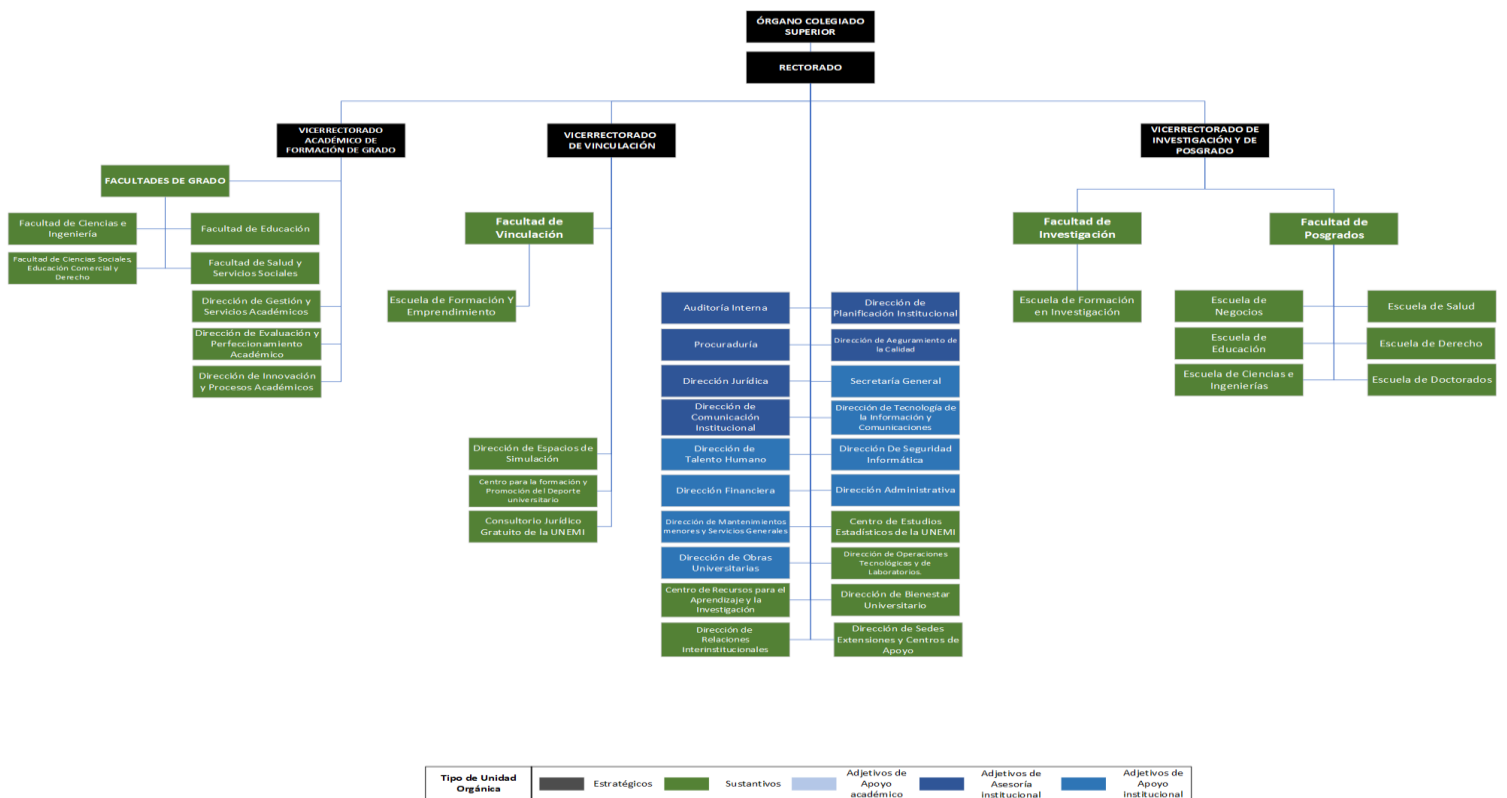 ÓRGANO COLEGIADO
SUPERIOR
RECTORADO
VICERRECTORADO
ACADÉMICO DE
FORMACIÓN DE GRADO
VICERRECTORADO
DE VINCULACIÓN
VICERRECTORADO DE
INVESTIGACIÓN Y DE
POSGRADO
FACULTADES DE GRADO
Facultad de Ciencias e
Ingeniería
Facultad de Educación
Facultad de Ciencias Sociales,
Educación Comercial y
Derecho
Facultad de Salud y
Servicios Sociales
Dirección de Gestión y
Servicios Académicos
Dirección de Evaluación y
Perfeccionamiento
Académico
Dirección de Innovación
y Procesos Académicos
Facultad de
Vinculación
Escuela de Formación Y
Emprendimiento
Dirección de Espacios de
Simulación
Centro para la formación y
Promoción del Deporte
universitario
Consultorio Jurídico
Gratuito de la UNEMI
Auditoría Interna
Dirección de
Planificación Institucional
Procuraduría
Dirección de Aeguramiento de
la Calidad
Dirección Jurídica
Secretaría General
Dirección de
Comunicación
Institucional
Dirección de Tecnología de
la Información y
Comunicaciones
Dirección de
Talento Humano
Dirección De Seguridad
Informática
Dirección Financiera
Dirección Administrativa
Dirección de Mantenimientos
menores y Servicios Generales
Centro de Estudios
Estadísticos de la UNEMI
Dirección de Obras
Universitarias
Dirección de Operaciones
Tecnológicas y de
Laboratorios.
Centro de Recursos para el
Aprendizaje y la
Investigación
Dirección de Bienestar
Universitario
Dirección de
Relaciones
Interinstitucionales
Dirección de Sedes
Extensiones y Centros de
Apoyo
Facultad de
Investigación
Escuela de Formación
en Investigación
Facultad de
Posgrados
Escuela de
Negocios
Escuela de Salud
Escuela de
Educación
Escuela de Derecho
Escuela de Ciencias e
Ingenierías
Escuela de Doctorados
Tipo de Unidad
Orgánica
Estratégicos
Sustantivos
Adjetivos de
Apoyo
académico
Adjetivos de
Asesoría
institucional
Adjetivos de
Apoyo
institucional